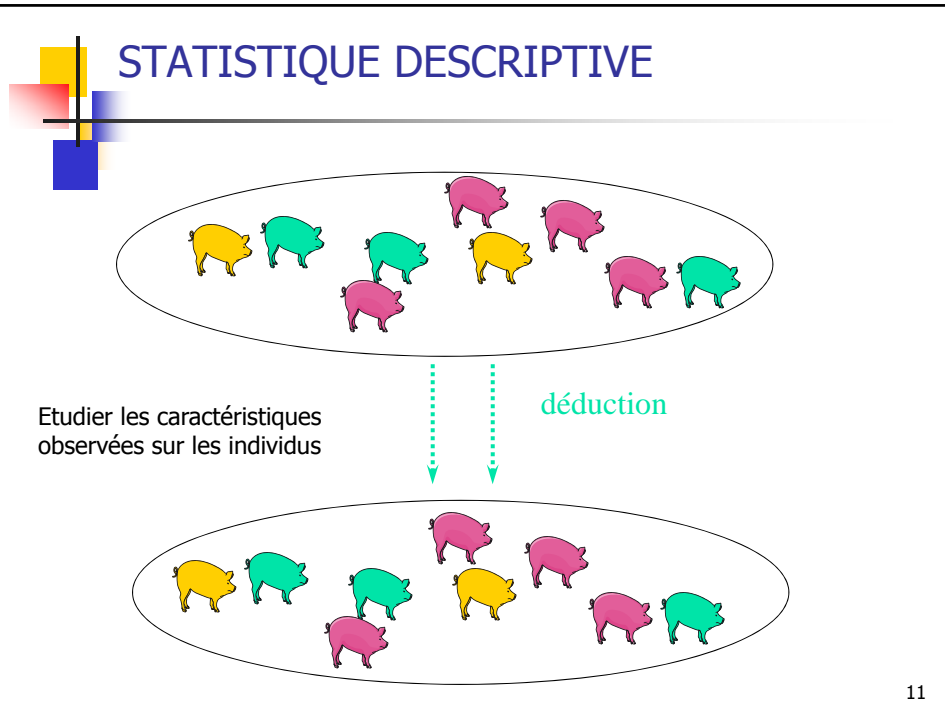 STATISTIQUE DESCRIPTIVE
déduction
Etudier les caractéristiques
observées sur les individus
11